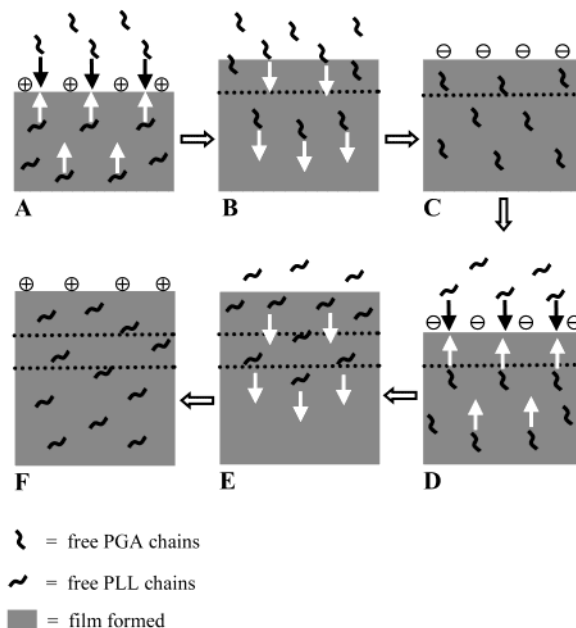 A
B
C
F
E
D
= free PGA chains
= free PLL chains
= film formed